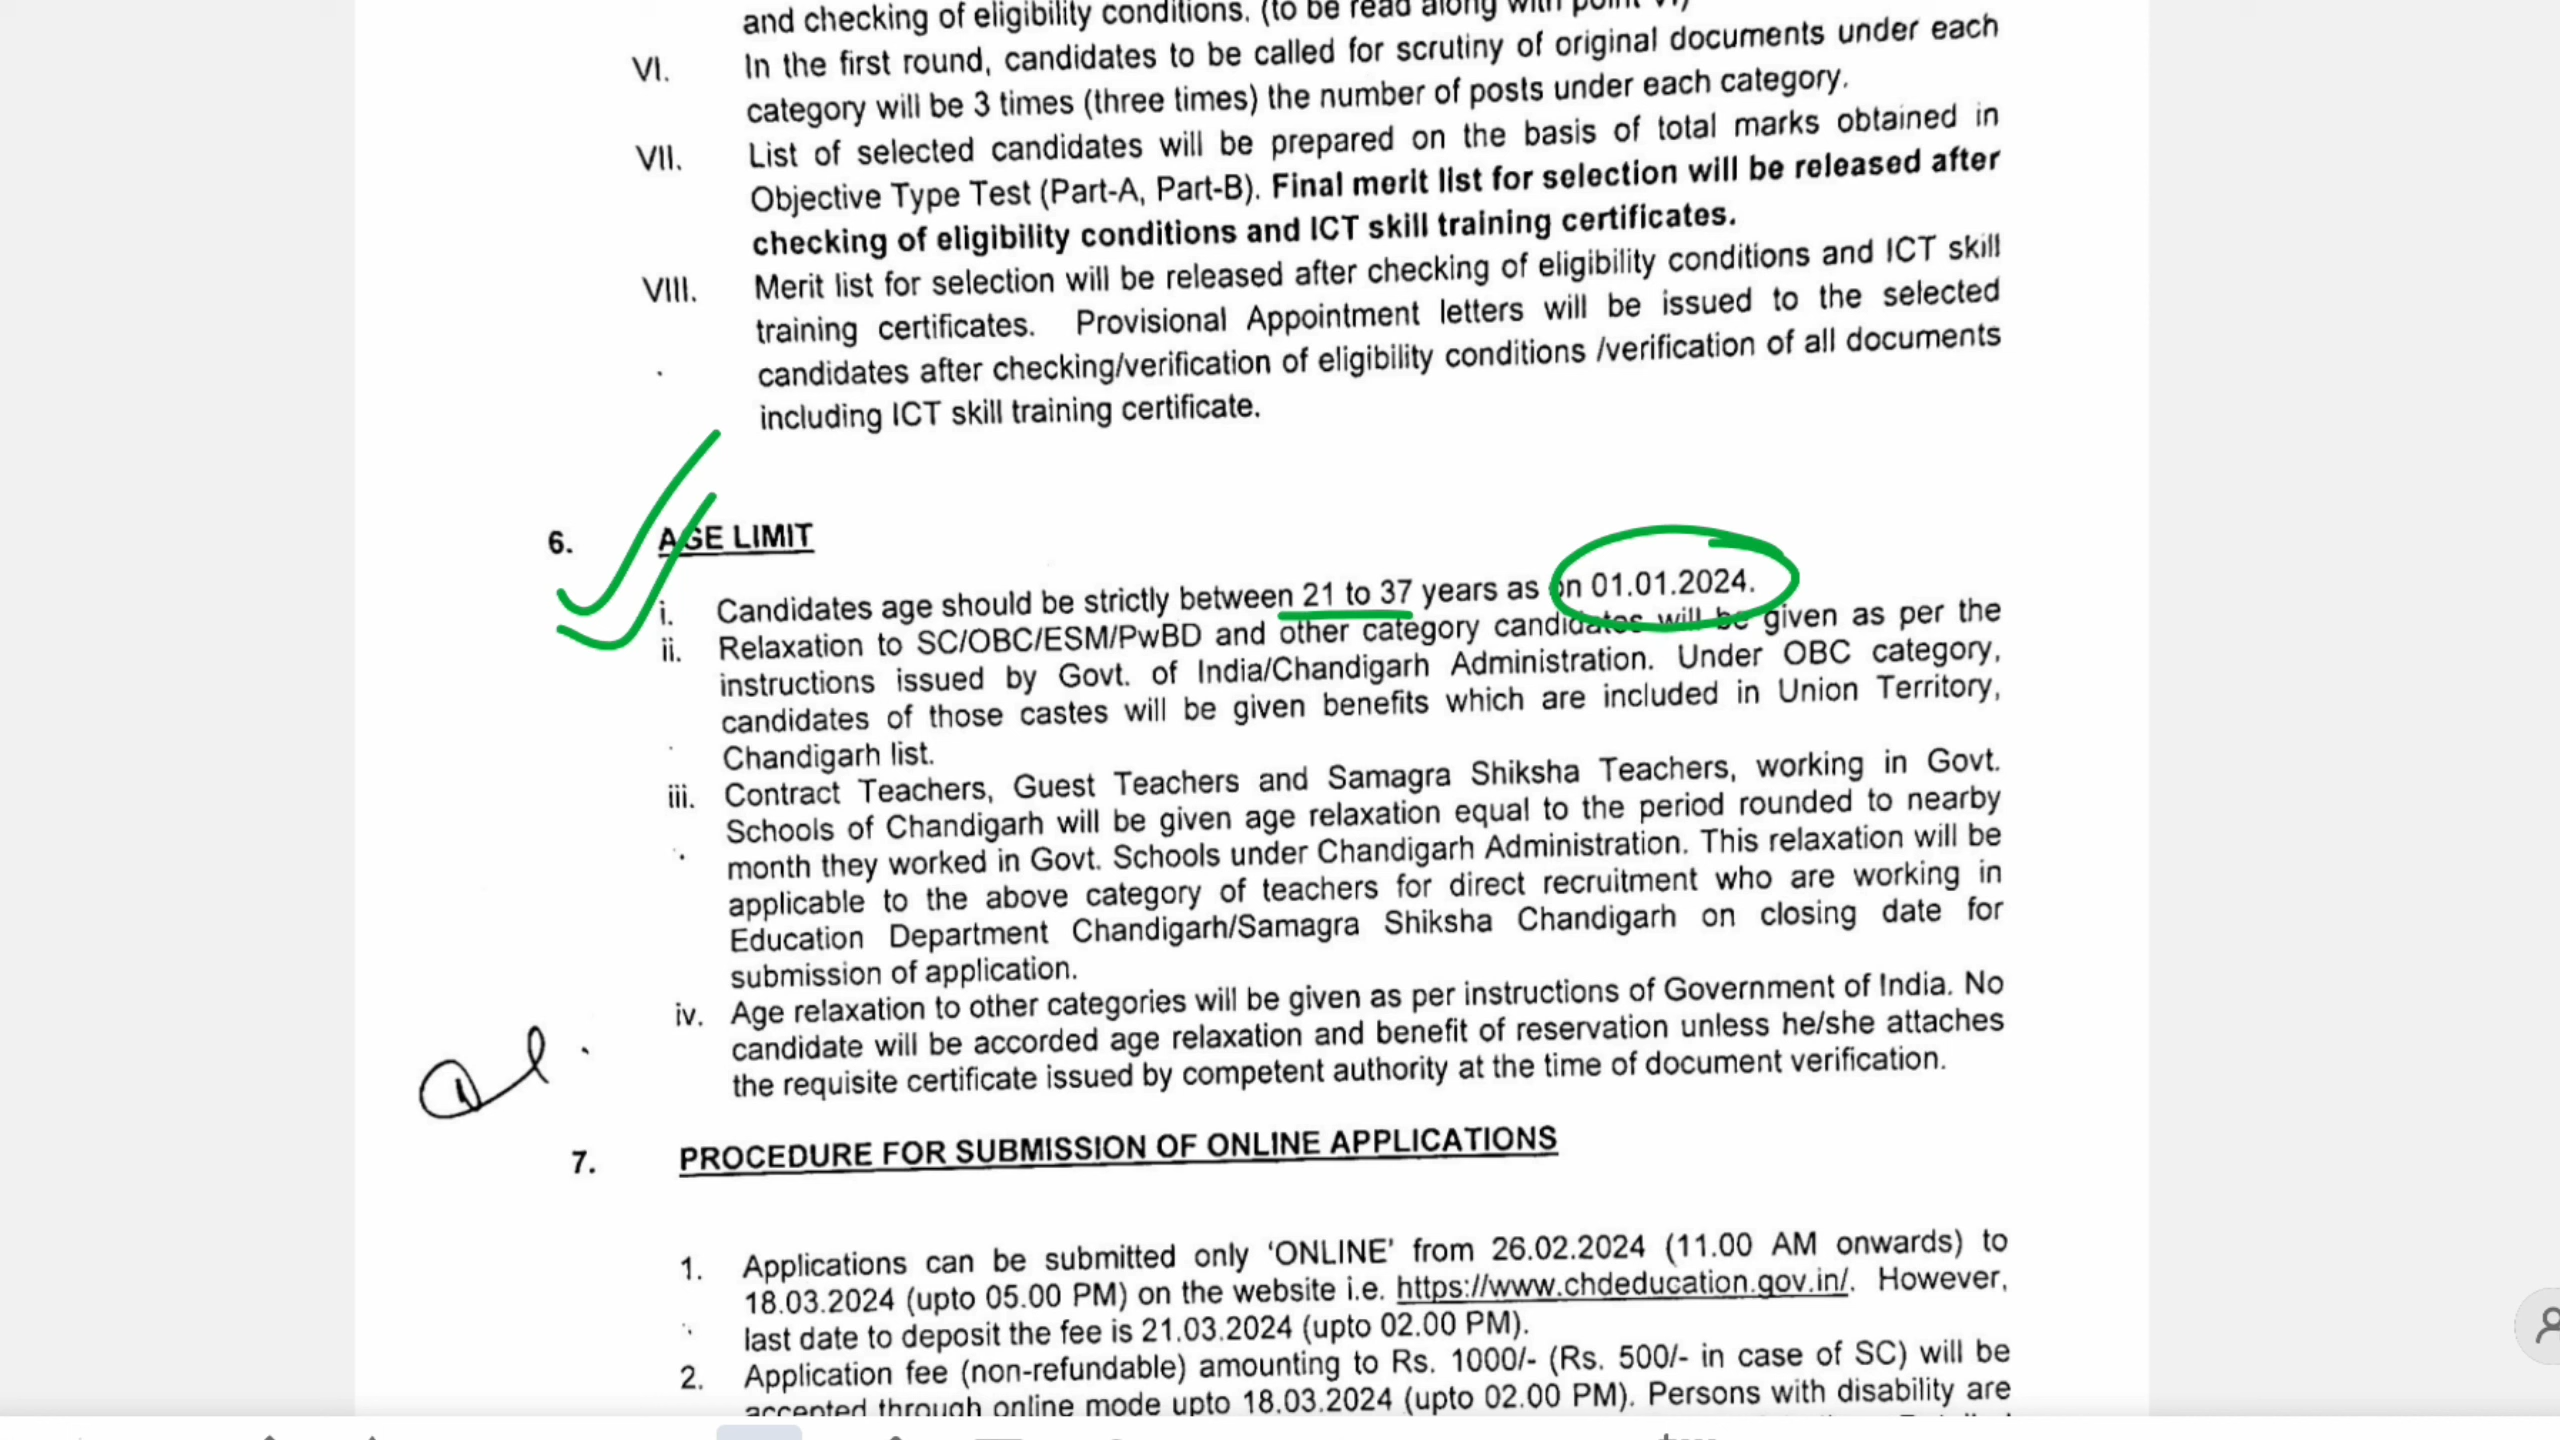 and checking of eligibility conditions. (to be read along with point VI)
VI. In the first round, candidates to be called for scrutiny of original documents under each
category will be 3 times (three times) the number of posts under each category.
VII. List of selected candidates will be prepared on the basis of total marks obtained in
Objective Type Test (Part-A, Part-B). Final merit list for selection will be released after
checking of eligibility conditions and ICT skill training certificates.
VIII. Merit list for selection will be released after checking of eligibility conditions and ICT skill
training certificates. Provisional Appointment letters will be issued to the selected
candidates after checking/verification of eligibility conditions /verification of all documents
including ICT skill training certificate.
6. AGE LIMIT
i. Candidates age should be strictly between 21 to 37 years as on 01.01.2024.
ii. Relaxation to SC/OBC/ESM/PwBD and other category candidates will be given as per the
instructions issued by Govt. of India/Chandigarh Administration. Under OBC category,
candidates of those castes will be given benefits which are included in Union Territory,
Chandigarh list.
iii. Contract Teachers, Guest Teachers and Samagra Shiksha Teachers, working in Govt.
Schools of Chandigarh will be given age relaxation equal to the period rounded to nearby
month they worked in Govt. Schools under Chandigarh Administration. This relaxation will be
applicable to the above category of teachers for direct recruitment who are working in
Education Department Chandigarh/Samagra Shiksha Chandigarh on closing date for
submission of application.
iv. Age relaxation to other categories will be given as per instructions of Government of India. No
candidate will be accorded age relaxation and benefit of reservation unless he/she attaches
the requisite certificate issued by competent authority at the time of document verification.
7. PROCEDURE FOR SUBMISSION OF ONLINE APPLICATIONS
1. Applications can be submitted only ‘ONLINE’ from 26.02.2024 (11.00 AM onwards) to
18.03.2024 (upto 05.00 PM) on the website i.e. https://www.chdeducation.gov.in/. However,
last date to deposit the fee is 21.03.2024 (upto 02.00 PM).
2. Application fee (non-refundable) amounting to Rs. 1000/- (Rs. 500/- in case of SC) will be
accepted through online mode upto 18.03.2024 (upto 02.00 PM). Persons with disability are